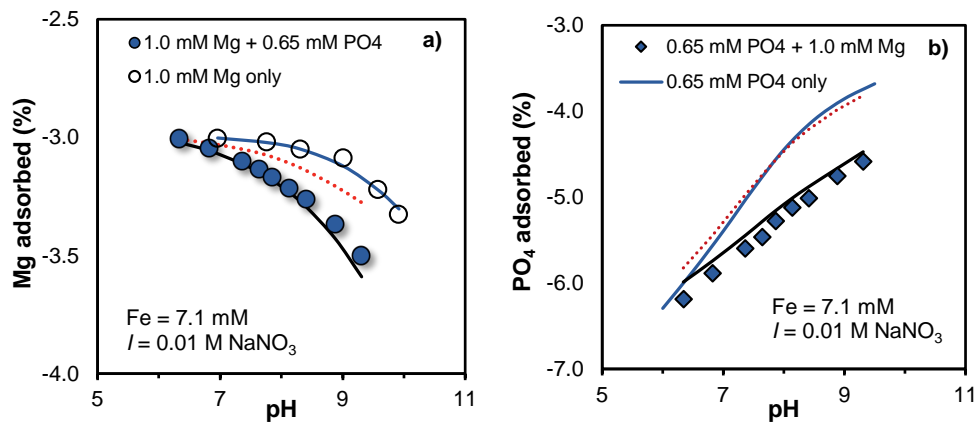 -2.5
-3.0
-3.5
-4.0
Mg adsorbed (%)
1.0 mM Mg + 0.65 mM PO4
1.0 mM Mg only
a)
Fe = 7.1 mM
I = 0.01 M NaNO3
5
7
9
11
pH
-3.0
-4.0
-5.0
-6.0
-7.0
PO4 adsorbed (%)
0.65 mM PO4 + 1.0 mM Mg
0.65 mM PO4 only
b)
Fe = 7.1 mM
I = 0.01 M NaNO3
5
7
9
11
pH